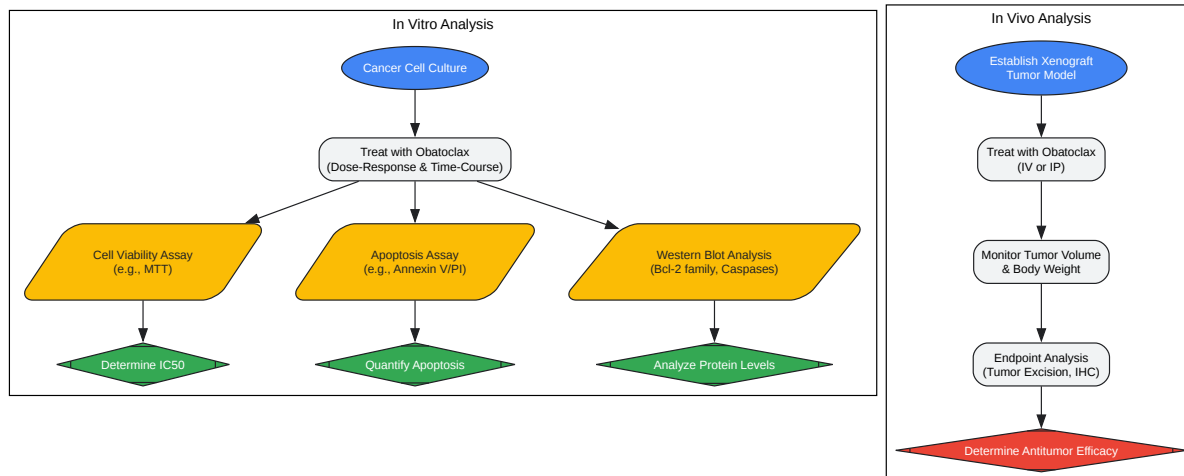 In Vitro Analysis
Cancer Cell Culture
Treat with Obatoclax
(Dose-Response & Time-Course)
Cell Viability Assay
(e.g., MTT)
Apoptosis Assay
(e.g., Annexin V/PI)
Western Blot Analysis
(Bcl-2 family, Caspases)
Determine IC50
Quantify Apoptosis
Analyze Protein Levels
In Vivo Analysis
Establish Xenograft
Tumor Model
Treat with Obatoclax
(IV or IP)
Monitor Tumor Volume
& Body Weight
Endpoint Analysis
(Tumor Excision, IHC)
Determine Antitumor Efficacy